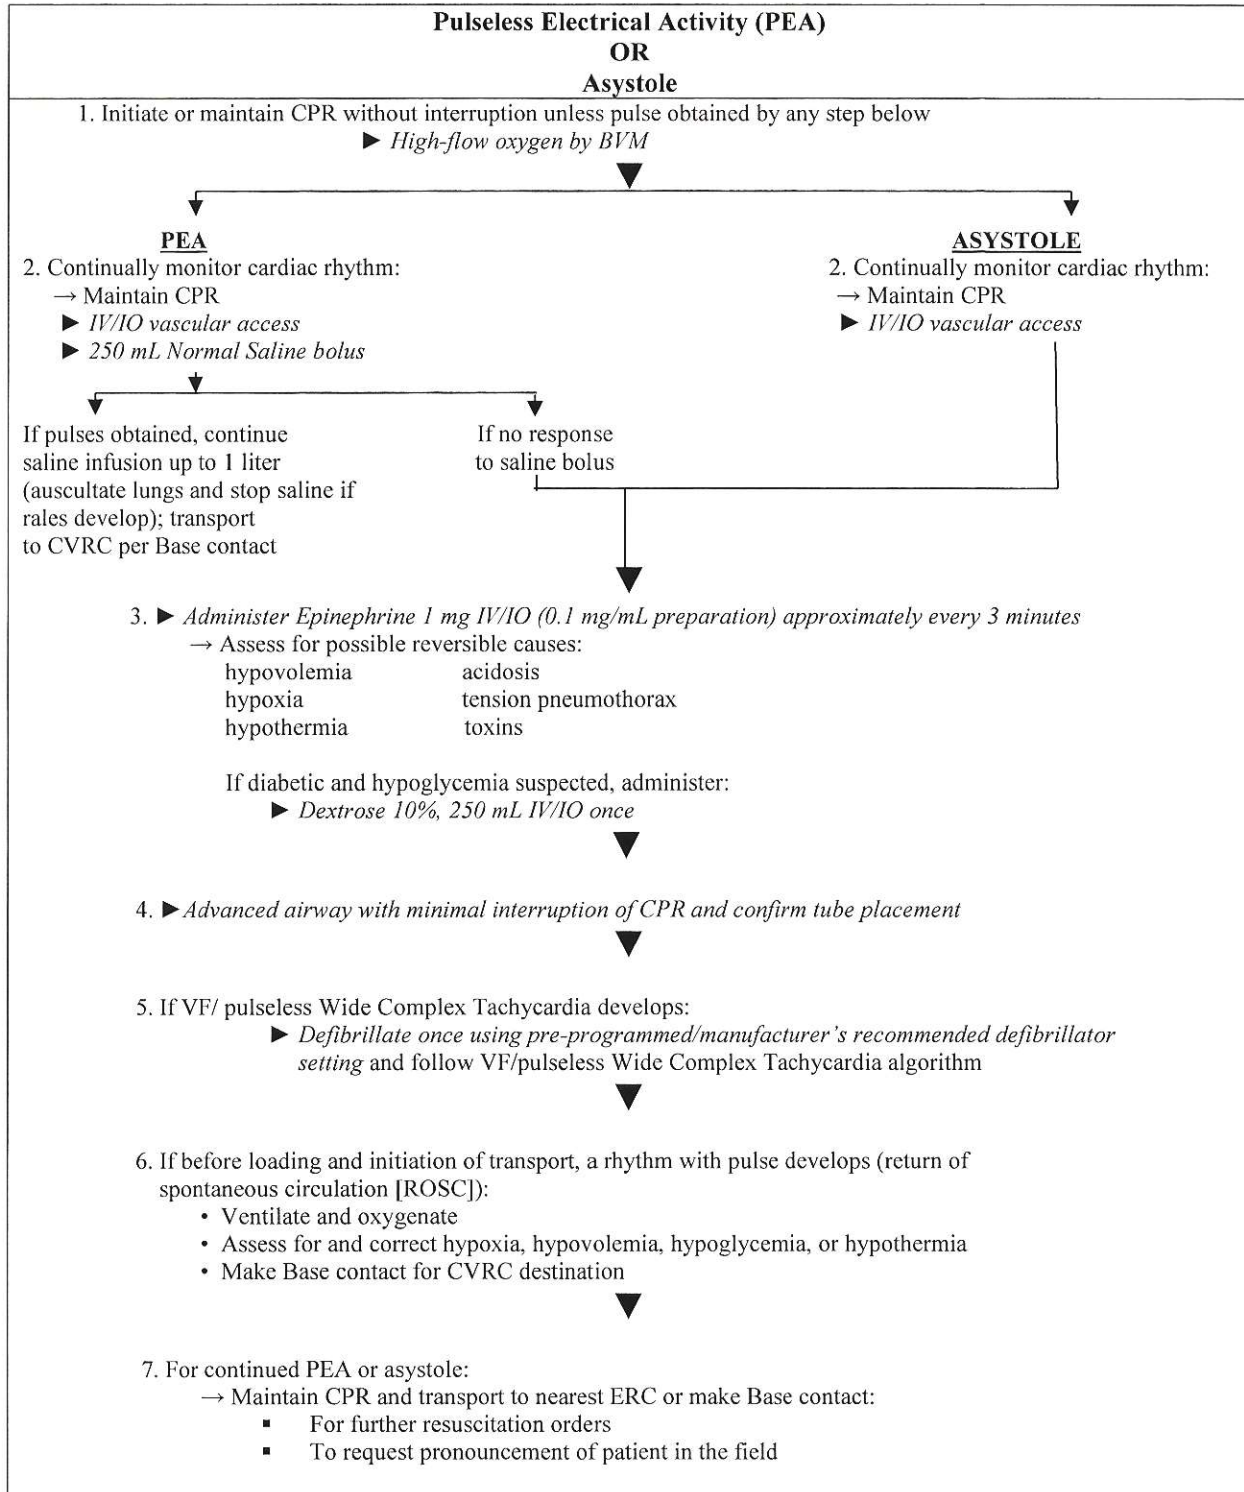 Pulseless Electrical Activity (PEA)
OR
Asystole
1. Initiate or maintain CPR without interruption unless pulse obtained by any step below
► High-flow oxygen by BVM
PEA
2. Continually monitor cardiac rhythm:
→ Maintain CPR
► IV/IO vascular access
► 250 mL Normal Saline bolus
ASYSTOLE
2. Continually monitor cardiac rhythm:
→ Maintain CPR
► IV/IO vascular access
If pulses obtained, continue
saline infusion up to 1 liter
(auscultate lungs and stop saline if
rales develop); transport
to CVRC per Base contact
If no response
to saline bolus
3. ► Administer Epinephrine 1 mg IV/IO (0.1 mg/mL preparation) approximately every 3 minutes
→ Assess for possible reversible causes:
hypovolemia acidosis
hypoxia tension pneumothorax
hypothermia toxins
If diabetic and hypoglycemia suspected, administer:
► Dextrose 10%, 250 mL IV/IO once
4. ►Advanced airway with minimal interruption of CPR and confirm tube placement
5. If VF/ pulseless Wide Complex Tachycardia develops:
► Defibrillate once using pre-programmed/manufacturer's recommended defibrillator
setting and follow VF/pulseless Wide Complex Tachycardia algorithm
6. If before loading and initiation of transport, a rhythm with pulse develops (return of
spontaneous circulation [ROSC]):
• Ventilate and oxygenate
• Assess for and correct hypoxia, hypovolemia, hypoglycemia, or hypothermia
• Make Base contact for CVRC destination
7. For continued PEA or asystole:
→ Maintain CPR and transport to nearest ERC or make Base contact:
▪ For further resuscitation orders
▪ To request pronouncement of patient in the field